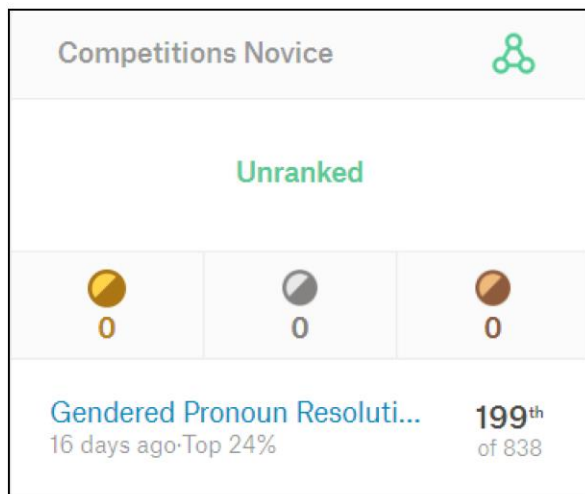 Competitions Novice
Unranked
0 0 0
Gendered Pronoun Resoluti... 199th
16 days ago·Top 24% of 838